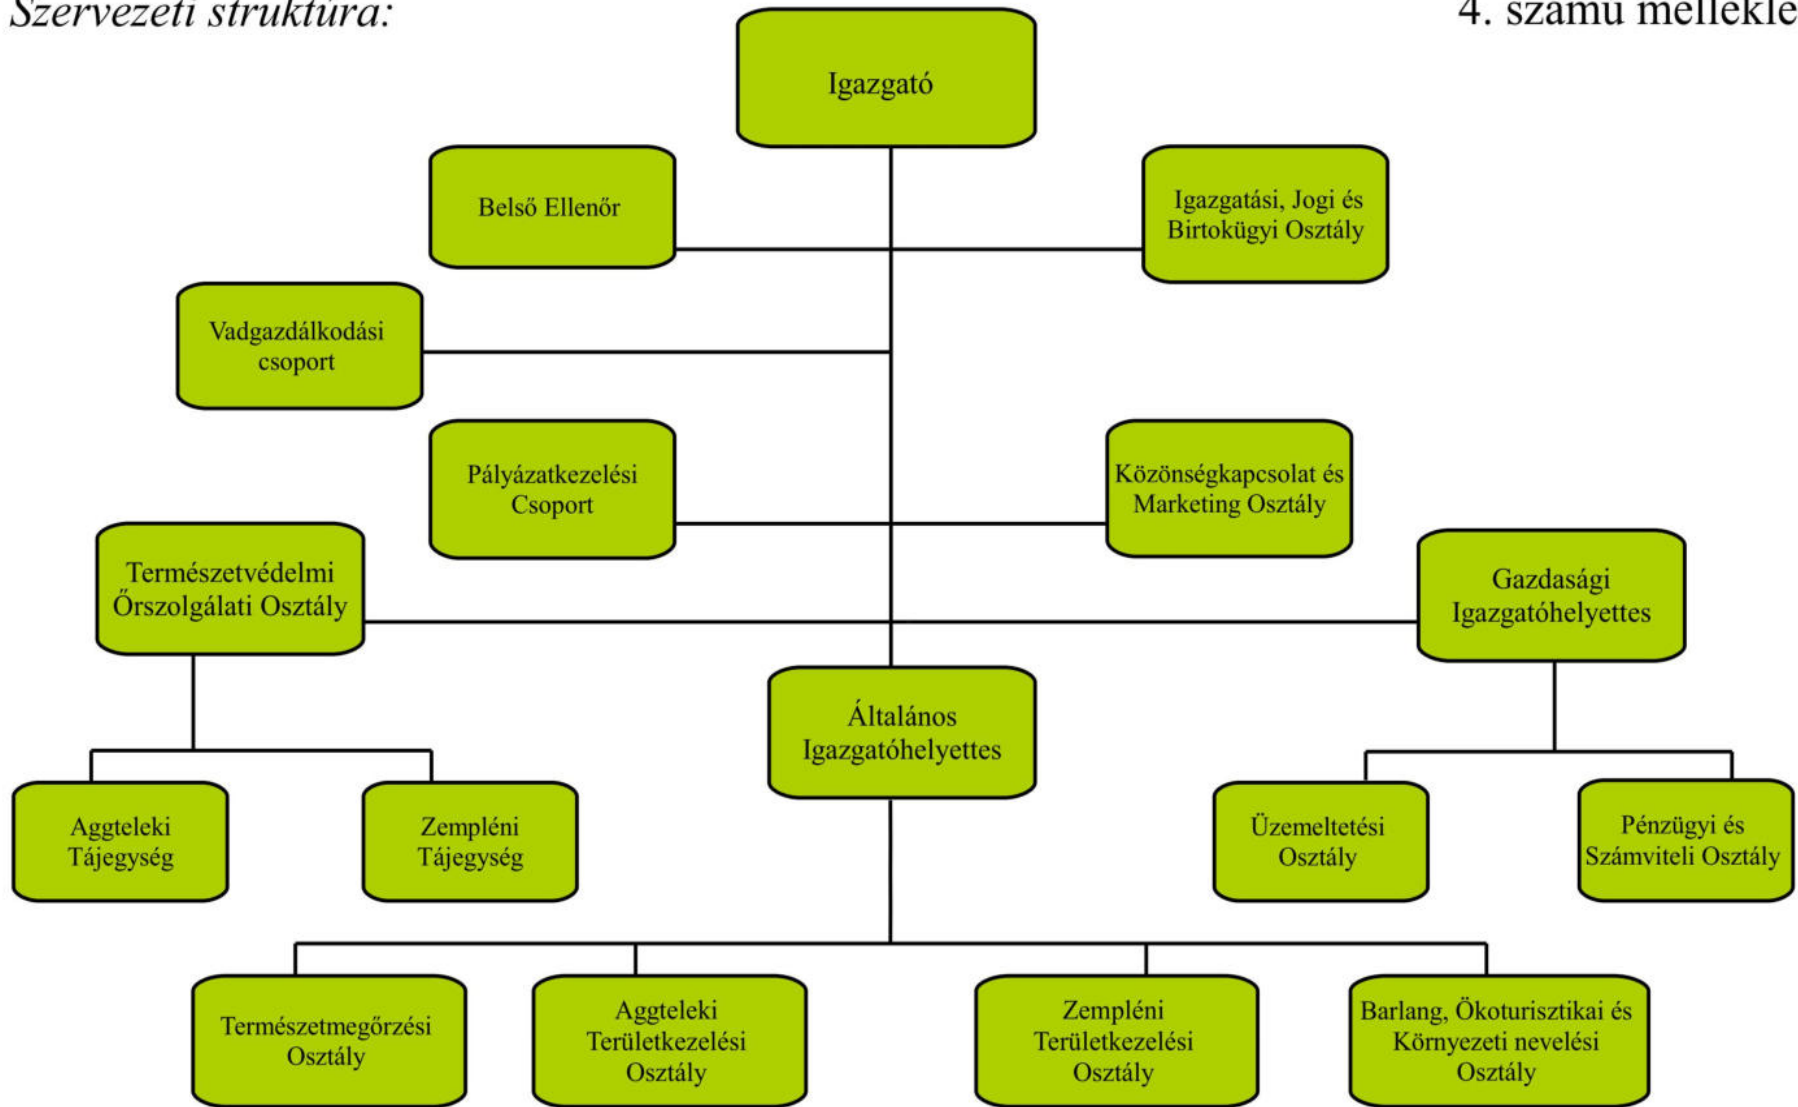 Szervezeti struktúra:
4. számú mellékle
Igazgató
Belső Ellenőr
Igazgatási, Jogi és
Birtokügyi Osztály
Vadgazdálkodási
csoport
Pályázatkezelési
Csoport
Közönségkapcsolat és
Marketing Osztály
Természetvédelmi
Őrszolgálati Osztály
Gazdasági
Igazgatóhelyettes
Általános
Igazgatóhelyettes
Aggteleki
Tájegység
Zempléni
Tájegység
Üzemeltetési
Osztály
Pénzügyi és
Számviteli Osztály
Természetmegőrzési
Osztály
Aggteleki
Területkezelési
Osztály
Zempléni
Területkezelési
Osztály
Barlang, Ökoturisztikai és
Környezeti nevelési
Osztály